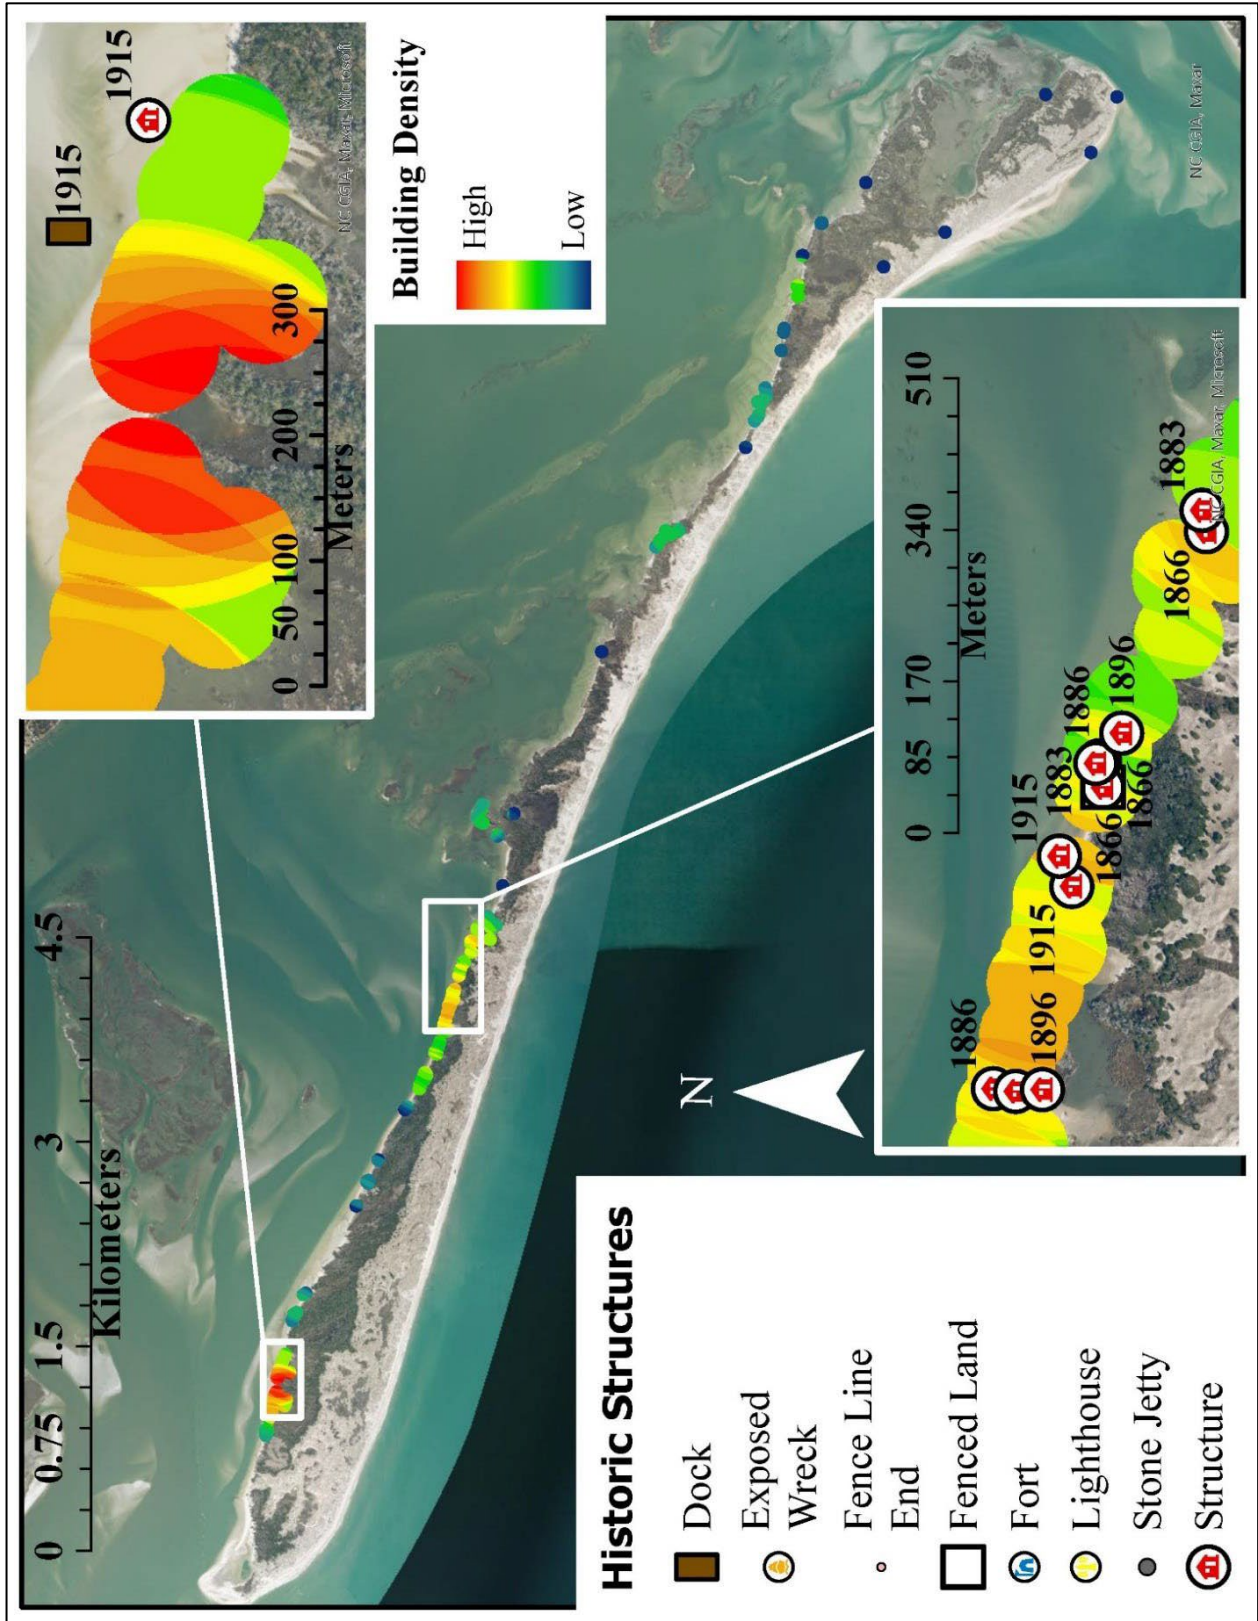 0 0.75 1.5 3 4.5
Kilometers
1915
1915
0 50 100 200 300
Meters
NC CGIA, Maxar, Microsoft
Building Density
High
Low
NC CGIA, Maxar
N
Historic Structures
Dock
Exposed
Wreck
Fence Line
End
Fenced Land
Fort
Lighthouse
Stone Jetty
Structure
0 85 170 340 510
Meters
1886
1896
1915
1915
1883
1866
1886
1866
1896
1866
1883
NC CGIA, Maxar, Microsoft